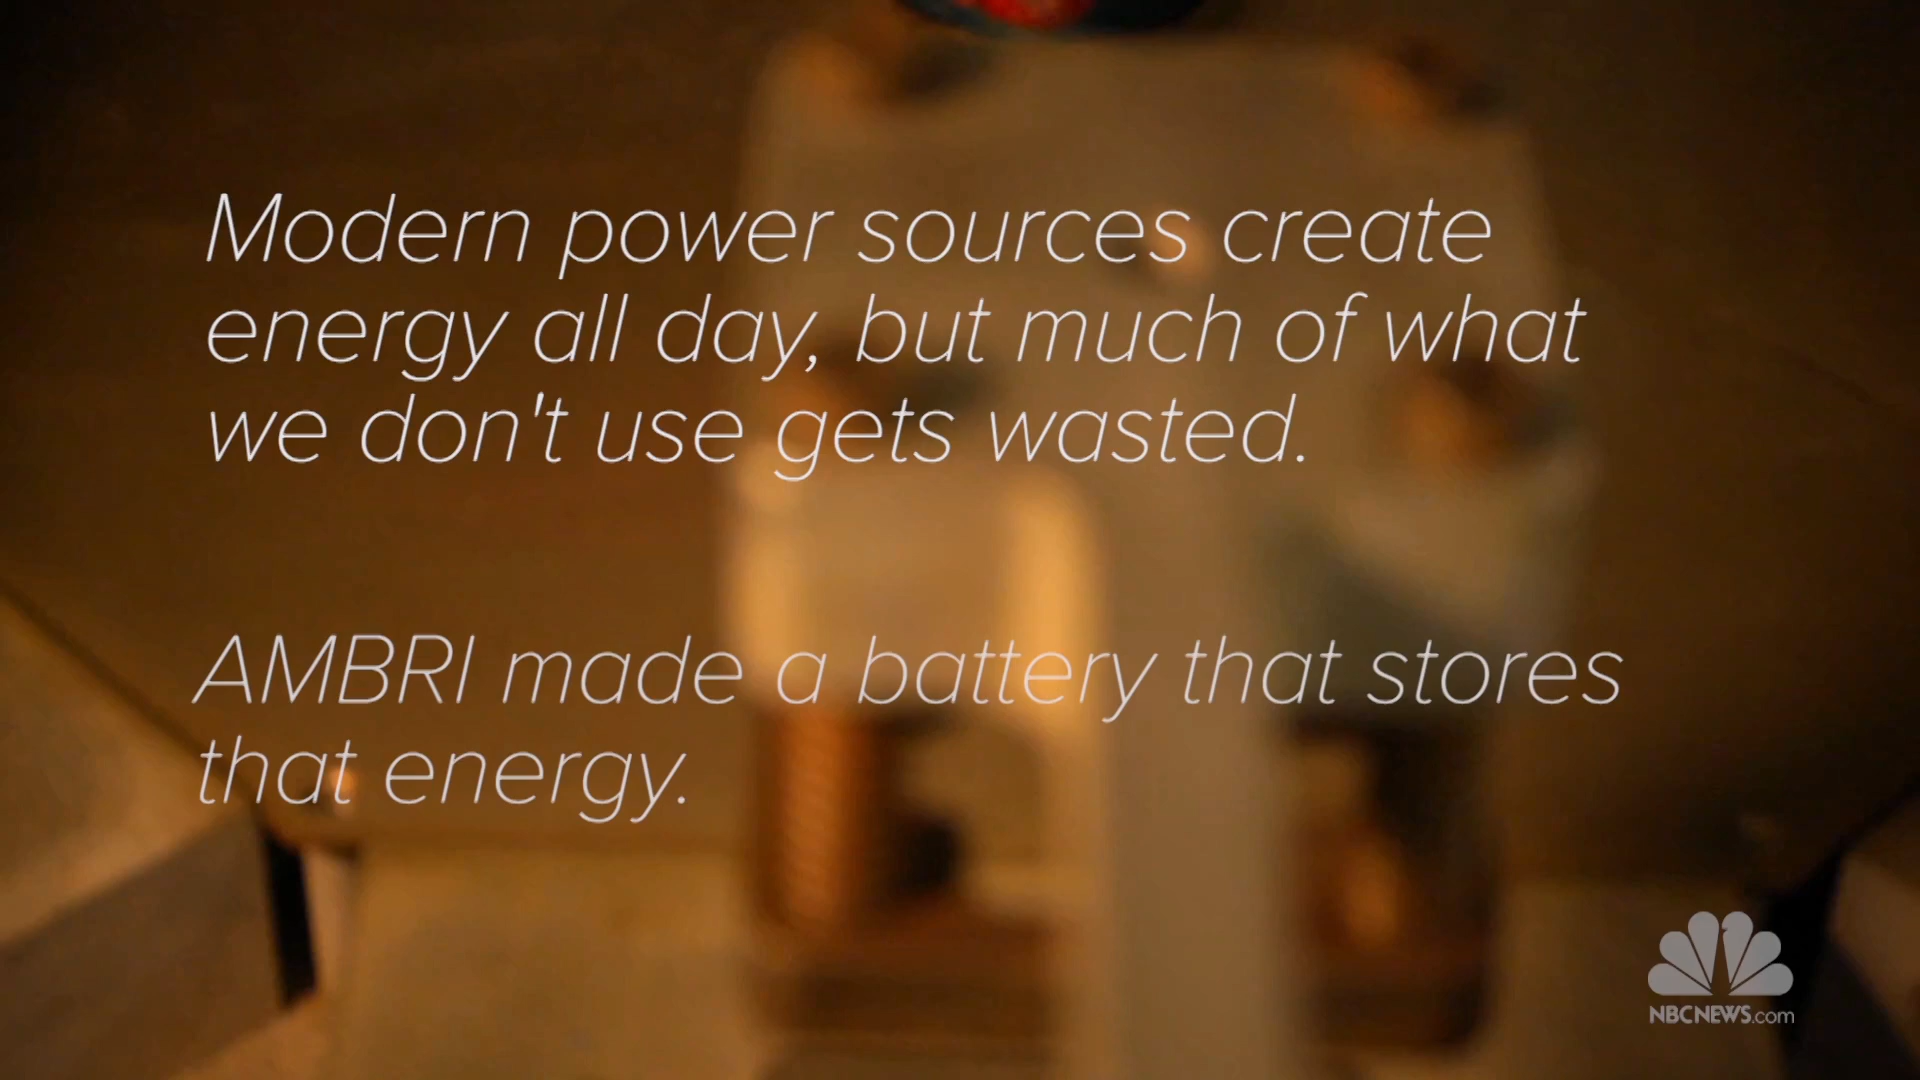 Modern power sources create
energy all day, but much of what
we don't use gets wasted.
AMBRI made a battery that stores
that energy.
NBCNEWS.com